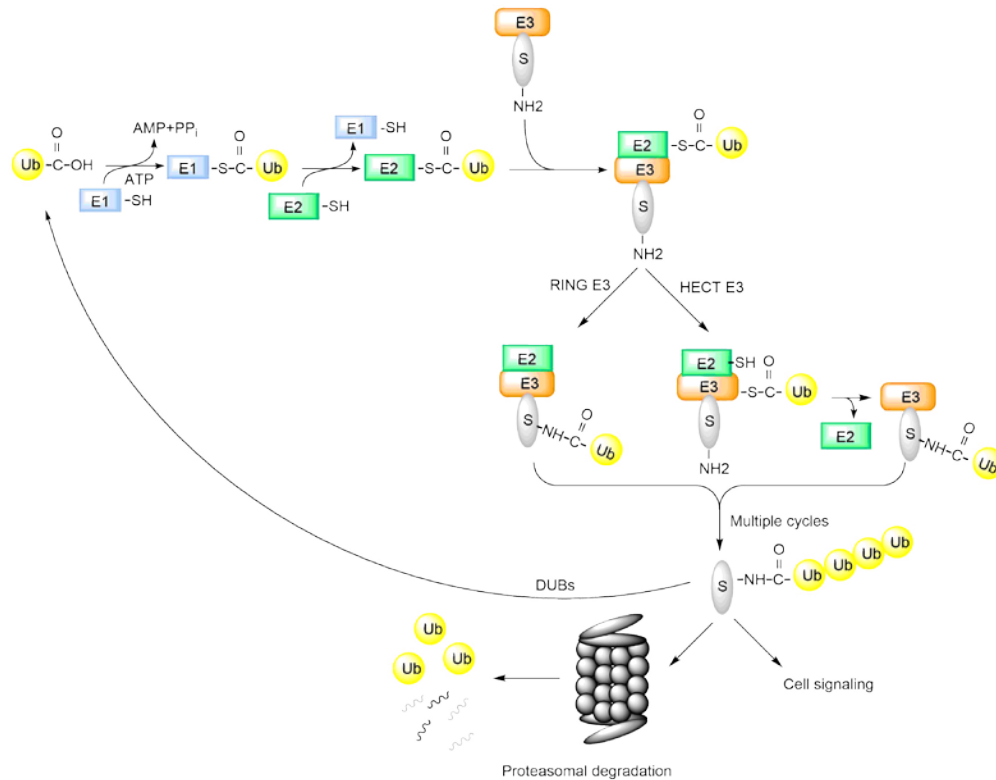 E3
S
NH2
O
Ub -C-OH
AMP+PPi
ATP
E1 -SH
O
E1 -S-C- Ub
E1 -SH
E2 -SH
O
E2 -S-C- Ub
O
E2 -S-C- Ub
E3
S
NH2
RING E3
HECT E3
E2
E3
S
O
-NH-C- Ub
E2 -SH
O
E3 -S-C- Ub
S
NH2
E2
E3
S
O
-NH-C- Ub
Multiple cycles
O
S -NH-C- Ub Ub Ub Ub
DUBs
Ub
Ub Ub
Cell signaling
Proteasomal degradation